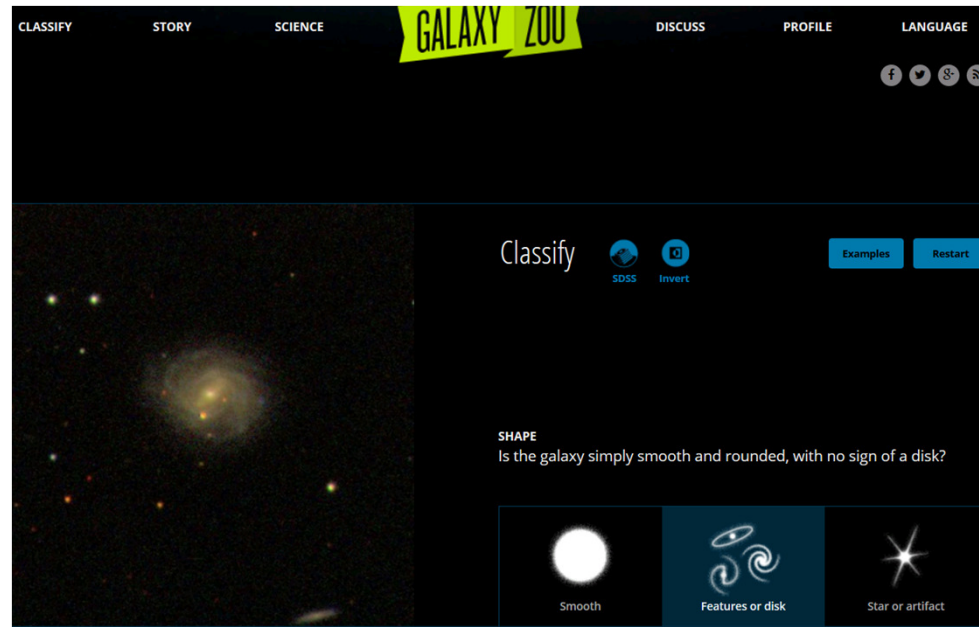 CLASSIFY STORY SCIENCE GALAXY ZOO DISCUSS PROFILE LANGUAGE
f 8+
Classify SDSS Invert Examples Restart
SHAPE
Is the galaxy simply smooth and rounded, with no sign of a disk?
Smooth Features or disk Star or artifact